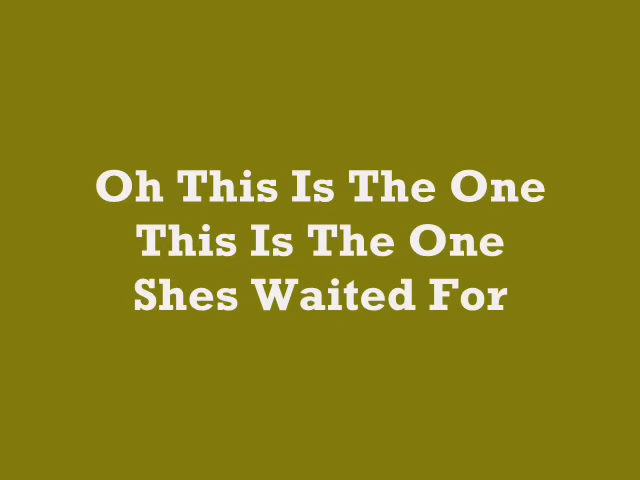 Oh This Is The One
This Is The One
Shes Waited For